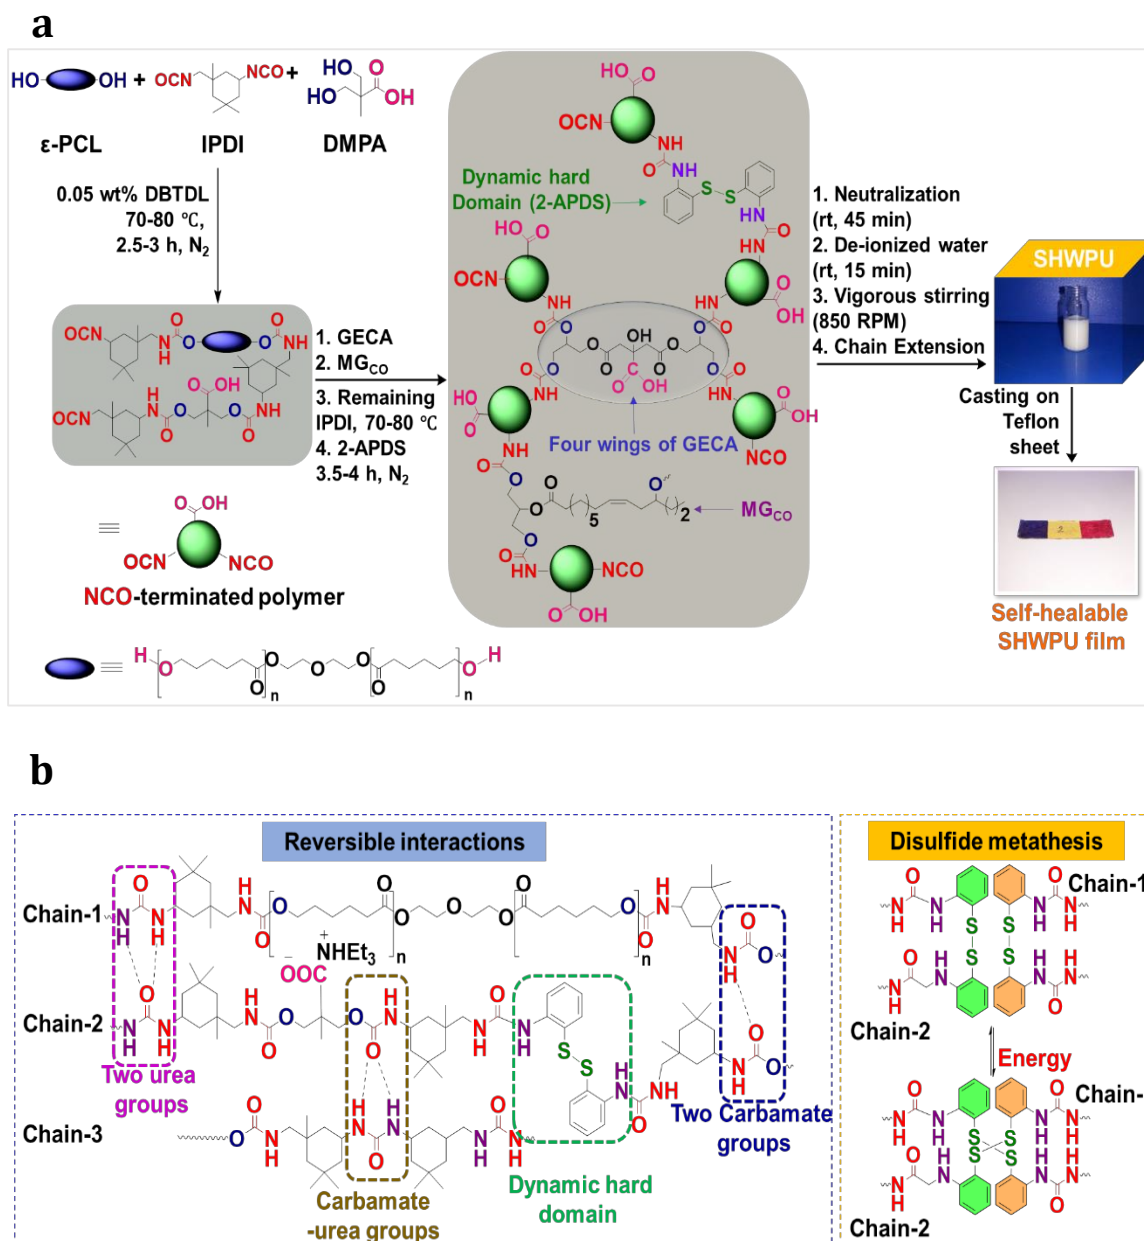 a
HO
OH
+
OCN
NCO
+
HO
O
HO
OH
ε-PCL
IPDI
DMPA
0.05 wt% DBTDL
70-80 ℃,
2.5-3 h, N2
1. GECA
2. MGCO
3. Remaining
IPDI, 70-80 ℃
4. 2-APDS
3.5-4 h, N2
NCO-terminated polymer
Dynamic hard
Domain (2-APDS)
Four wings of GECA
MGCO
1. Neutralization
(rt, 45 min)
2. De-ionized water
(rt, 15 min)
3. Vigorous stirring
(850 RPM)
4. Chain Extension
SHWPU
Casting on
Teflon
sheet
Self-healable
SHWPU film
b
Reversible interactions
Chain-1
NHEt3
OOC
Chain-2
Two urea
groups
Chain-3
Carbamate
-urea groups
Dynamic hard
domain
Two Carbamate
groups
Disulfide metathesis
Chain-1
Chain-2
Energy
Chain-
Chain-2